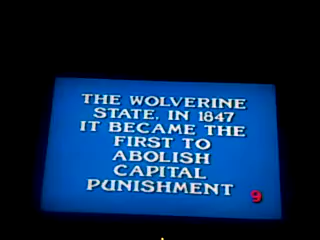 THE WOLVERINE
STATE, IN 1847
IT BECAME THE
FIRST TO
ABOLISH
CAPITAL
PUNISHMENT
9